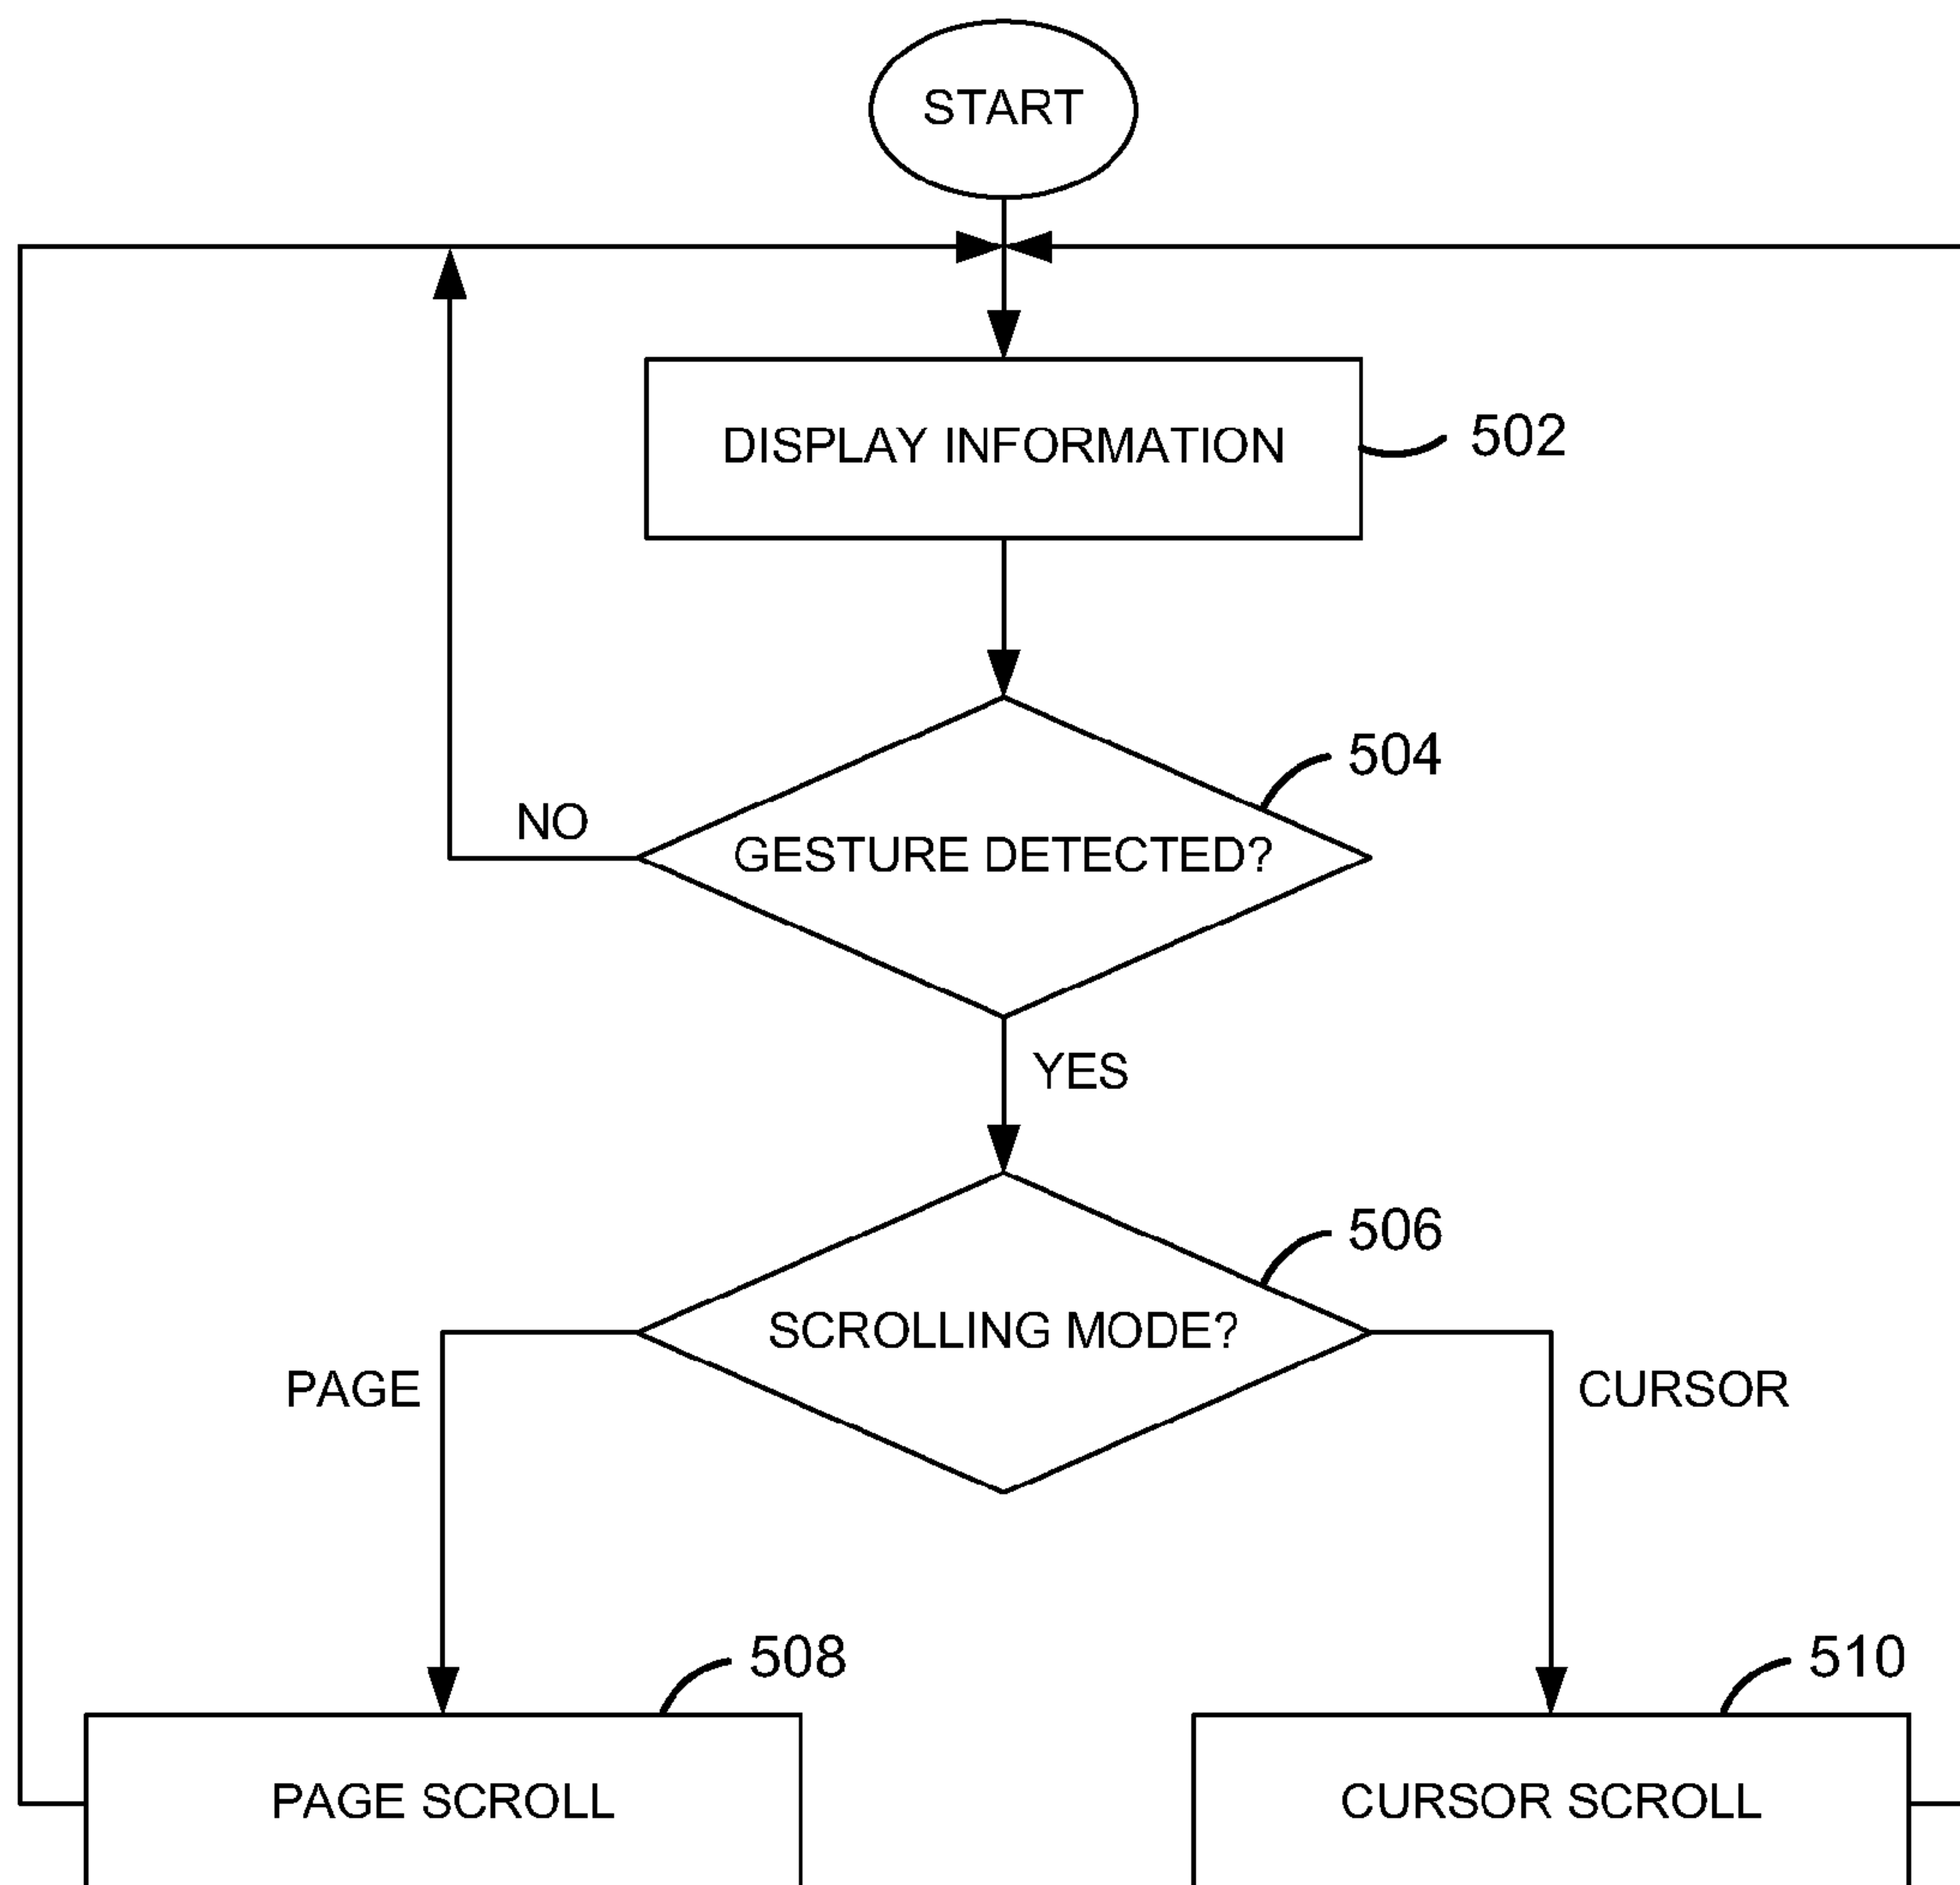 START
DISPLAY INFORMATION
502
504
NO
GESTURE DETECTED?
YES
506
SCROLLING MODE?
PAGE
CURSOR
508
510
PAGE SCROLL
CURSOR SCROLL